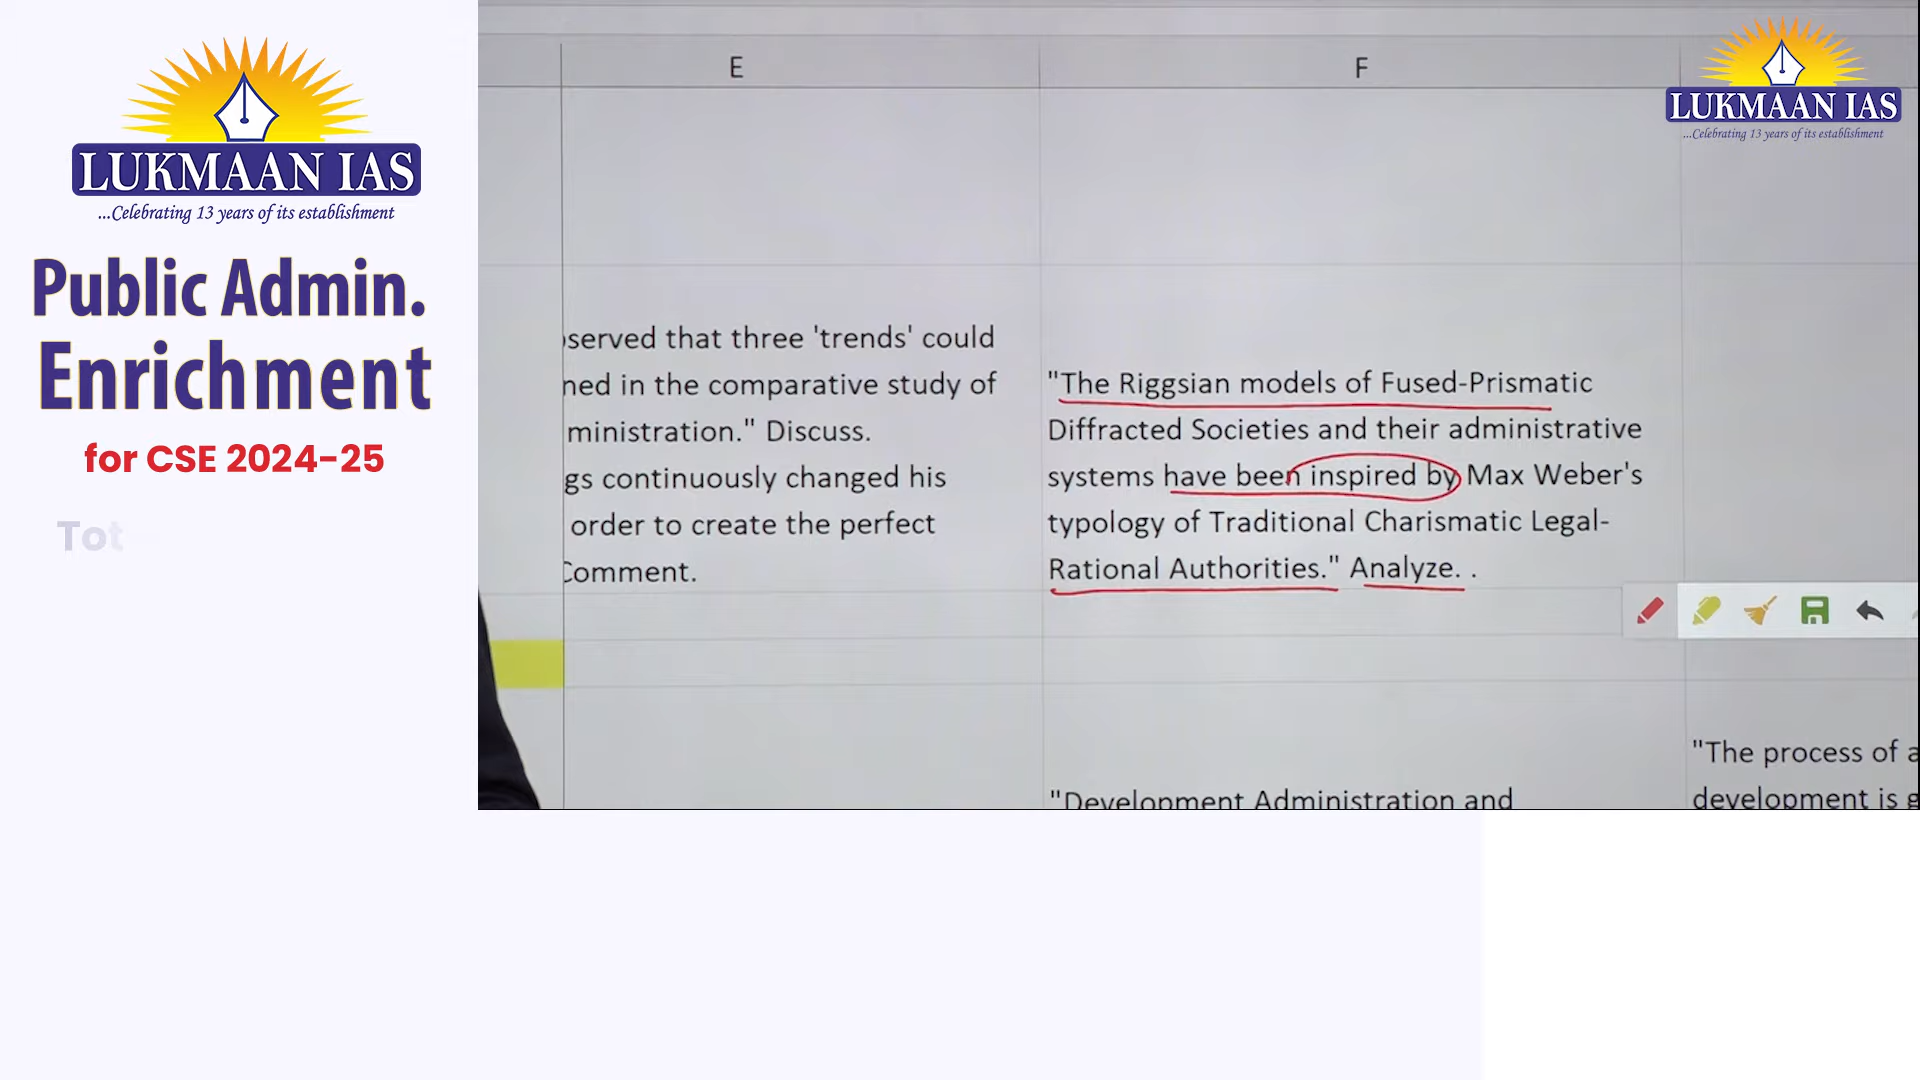 LUKMAAN IAS
...Celebrating 13 years of its establishment
Public Admin.
Enrichment
for CSE 2024-25
Tot
E
F
LUKMAAN IAS
...Celebrating 13 years of its establishment
served that three 'trends' could
ned in the comparative study of
ministration." Discuss.
gs continuously changed his
order to create the perfect
Comment.
"The Riggsian models of Fused-Prismatic
Diffracted Societies and their administrative
systems have been inspired by Max Weber's
typology of Traditional Charismatic Legal-
Rational Authorities." Analyze. .
"Development Administration and
"The process of a
development is g